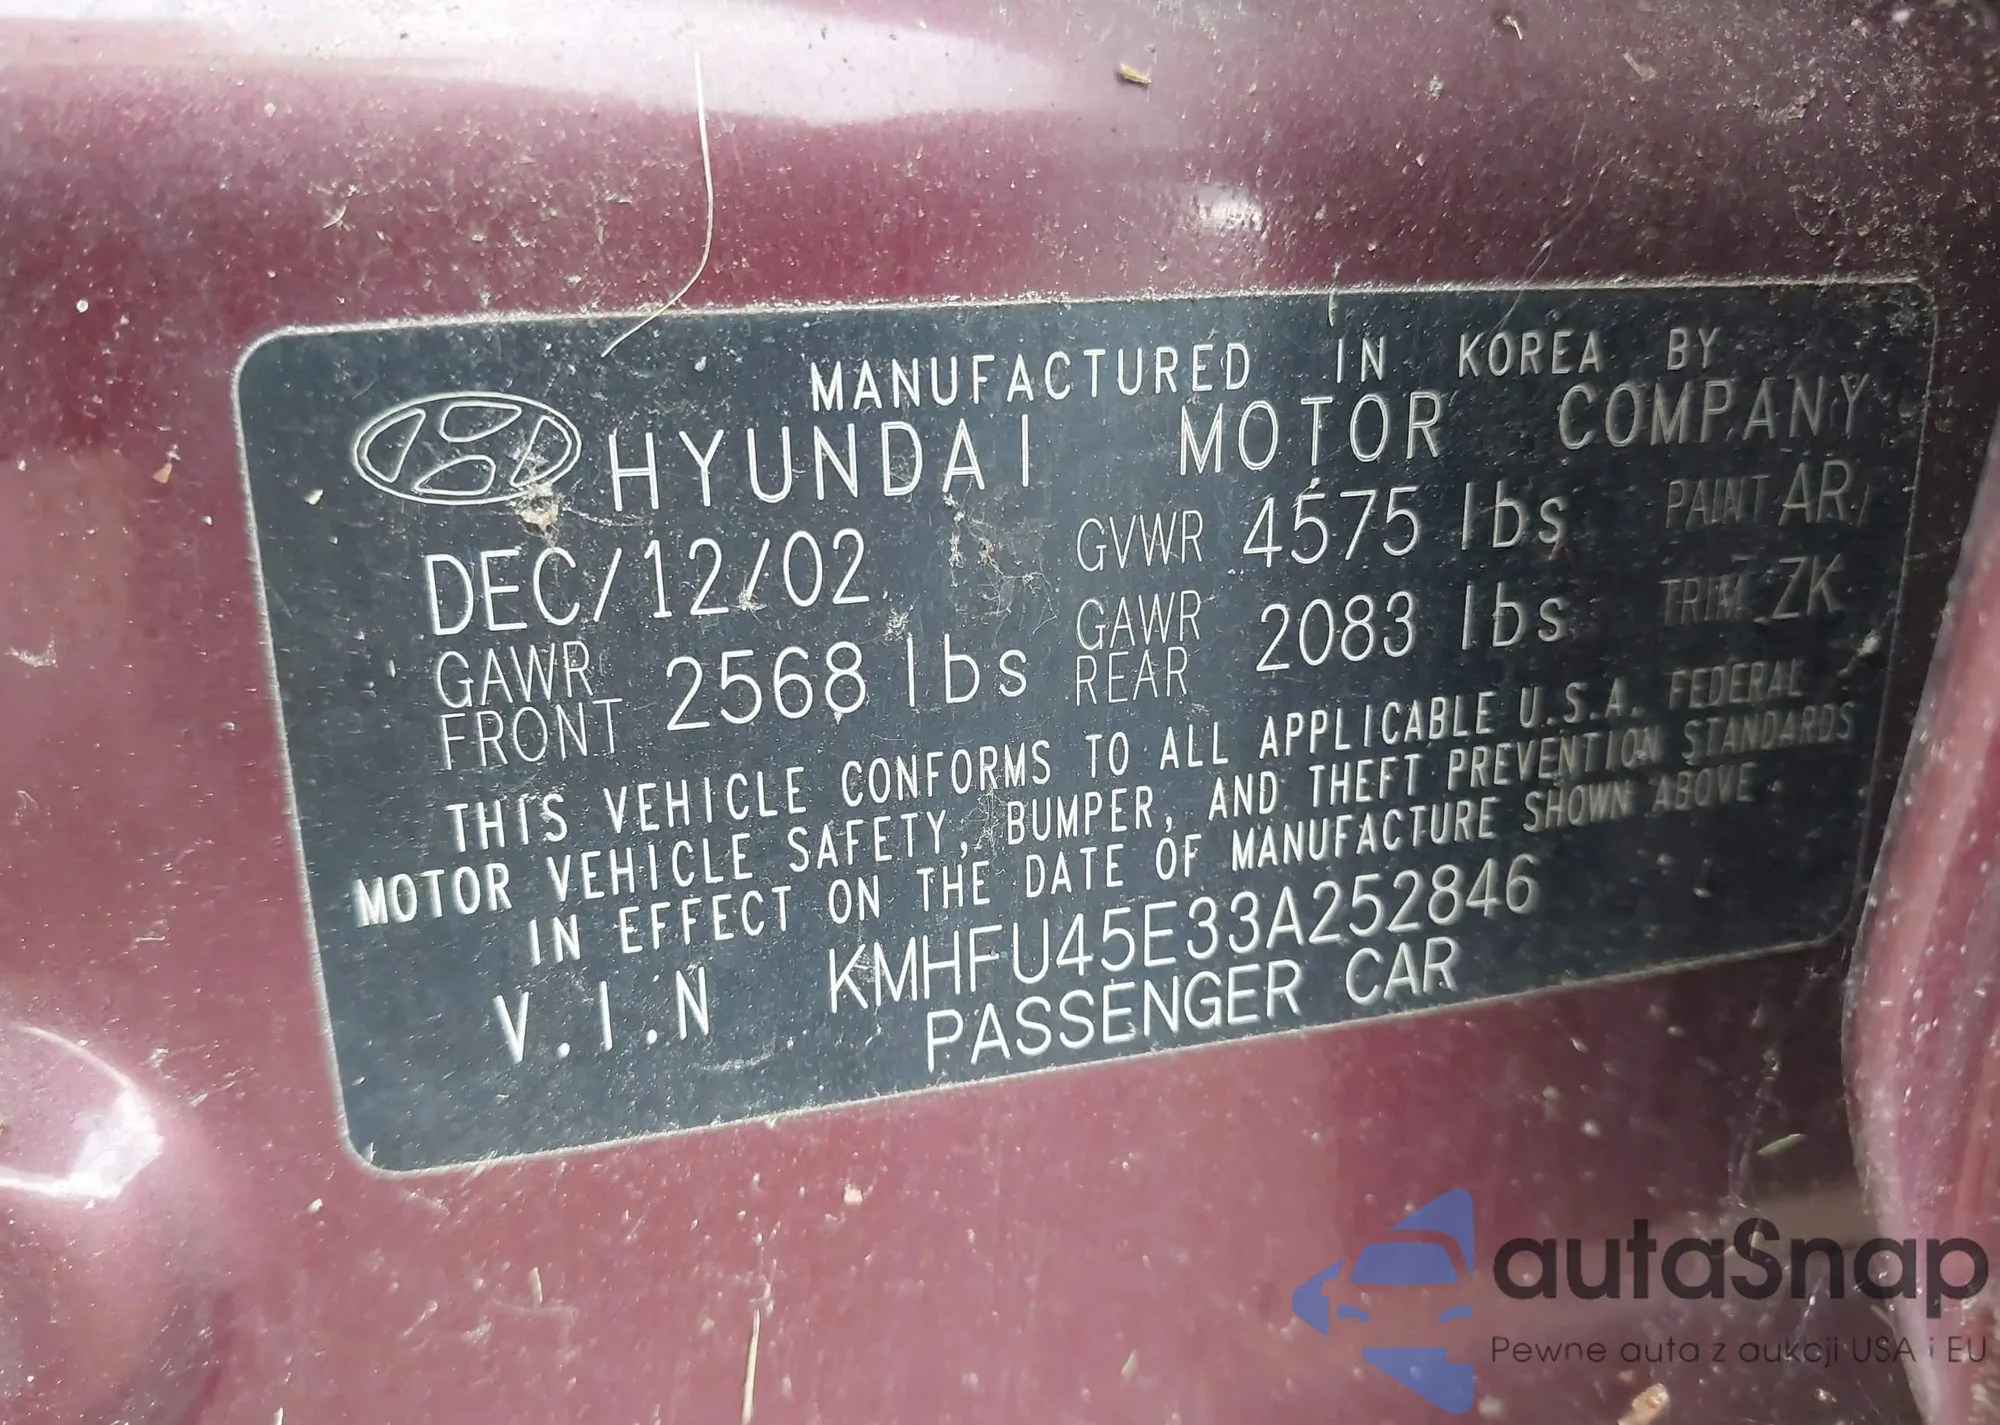 MANUFACTURED IN KOREA BY
HYUNDAI MOTOR COMPANY
DEC/12/02 GVWR 4575 lbs PAINT AR
GAWR FRONT 2568 lbs GAWR REAR 2083 lbs TRIM ZK
THIS VEHICLE CONFORMS TO ALL APPLICABLE U.S.A. FEDERAL
MOTOR VEHICLE SAFETY, BUMPER, AND THEFT PREVENTION STANDARDS
IN EFFECT ON THE DATE OF MANUFACTURE SHOWN ABOVE.
V.I.N KMHFU45E33A252846
PASSENGER CAR
autaSnap
Pewne auta z aukcji USA i EU